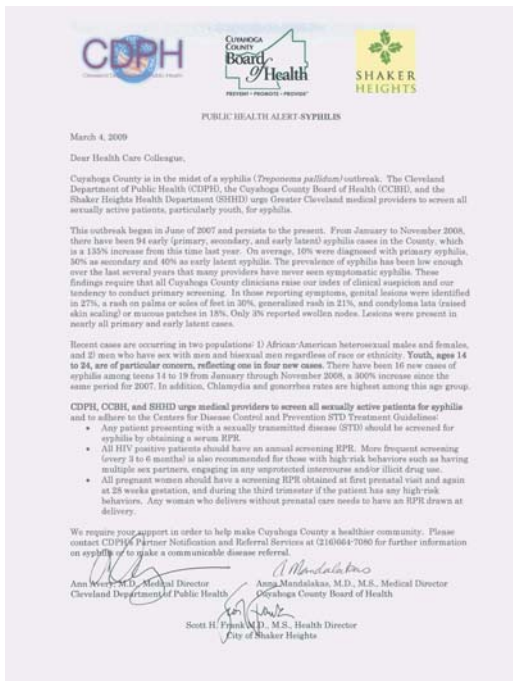 CDPH
Cleveland Department of Public Health
CUYAHOGA
COUNTY
Board
of Health
PREVENT • PROMOTE • PROVIDE
SHAKER
HEIGHTS
PUBLIC HEALTH ALERT-SYPHILIS
March 4, 2009
Dear Health Care Colleague,
Cuyahoga County is in the midst of a syphilis (Treponema pallidum) outbreak. The Cleveland
Department of Public Health (CDPH), the Cuyahoga County Board of Health (CCBH), and the
Shaker Heights Health Department (SHHD) urge Greater Cleveland medical providers to screen all
sexually active patients, particularly youth, for syphilis.
This outbreak began in June of 2007 and persists to the present. From January to November 2008,
there have been 94 early (primary, secondary, and early latent) syphilis cases in the County, which
is a 135% increase from this time last year. On average, 10% were diagnosed with primary syphilis,
50% as secondary and 40% as early latent syphilis. The prevalence of syphilis has been low enough
over the last several years that many providers have never seen symptomatic syphilis. These
findings require that all Cuyahoga County clinicians raise our index of clinical suspicion and our
tendency to conduct primary screening. In those reporting symptoms, genital lesions were identified
in 27%, a rash on palms or soles of feet in 30%, generalized rash in 21%, and condyloma lata (raised
skin scaling) or mucous patches in 18%. Only 3% reported swollen nodes. Lesions were present in
nearly all primary and early latent cases.
Recent cases are occurring in two populations: 1) African-American heterosexual males and females,
and 2) men who have sex with men and bisexual men regardless of race or ethnicity. Youth, ages 14
to 24, are of particular concern, reflecting one in four new cases. There have been 16 new cases of
syphilis among teens 14 to 19 from January through November 2008, a 300% increase since the
same period for 2007. In addition, Chlamydia and gonorrhea rates are highest among this age group.
CDPH, CCBH, and SHHD urge medical providers to screen all sexually active patients for syphilis
and to adhere to the Centers for Disease Control and Prevention STD Treatment Guidelines:
• Any patient presenting with a sexually transmitted disease (STD) should be screened for
syphilis by obtaining a serum RPR.
• All HIV positive patients should have an annual screening RPR. More frequent screening
(every 3 to 6 months) is also recommended for those with high-risk behaviors such as having
multiple sex partners, engaging in any unprotected intercourse and/or illicit drug use.
• All pregnant women should have a screening RPR obtained at first prenatal visit and again
at 28 weeks gestation, and during the third trimester if the patient has any high-risk
behaviors. Any woman who delivers without prenatal care needs to have an RPR drawn at
delivery.
We require your support in order to help make Cuyahoga County a healthier community. Please
contact CDPH's Partner Notification and Referral Services at (216)664-7080 for further information
on syphilis or to make a communicable disease referral.
A Mandalakas
Ann Avery, M.D., Medical Director
Cleveland Department of Public Health
Anna Mandalakas, M.D., M.S., Medical Director
Cuyahoga County Board of Health
Scott H. Frank M.D., M.S., Health Director
City of Shaker Heights